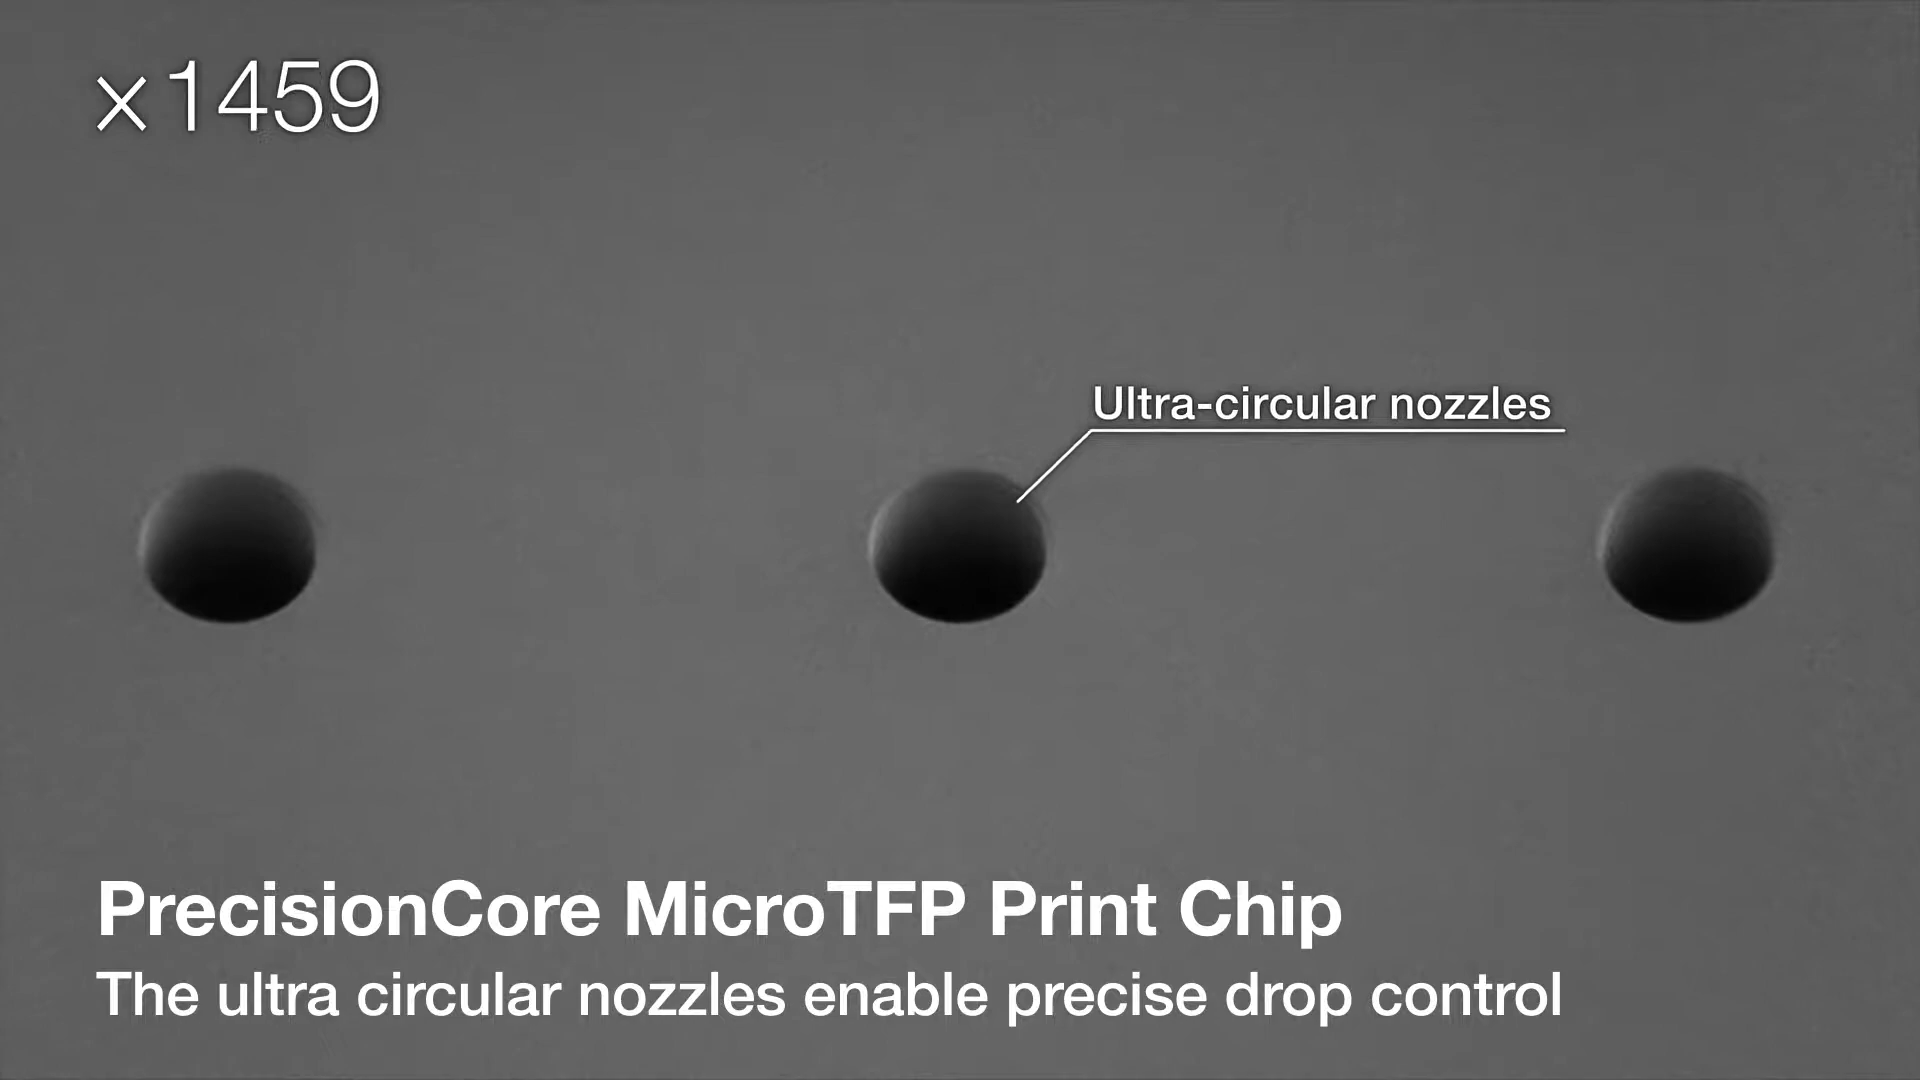 ×1459
Ultra-circular nozzles
PrecisionCore MicroTFP Print Chip
The ultra circular nozzles enable precise drop control